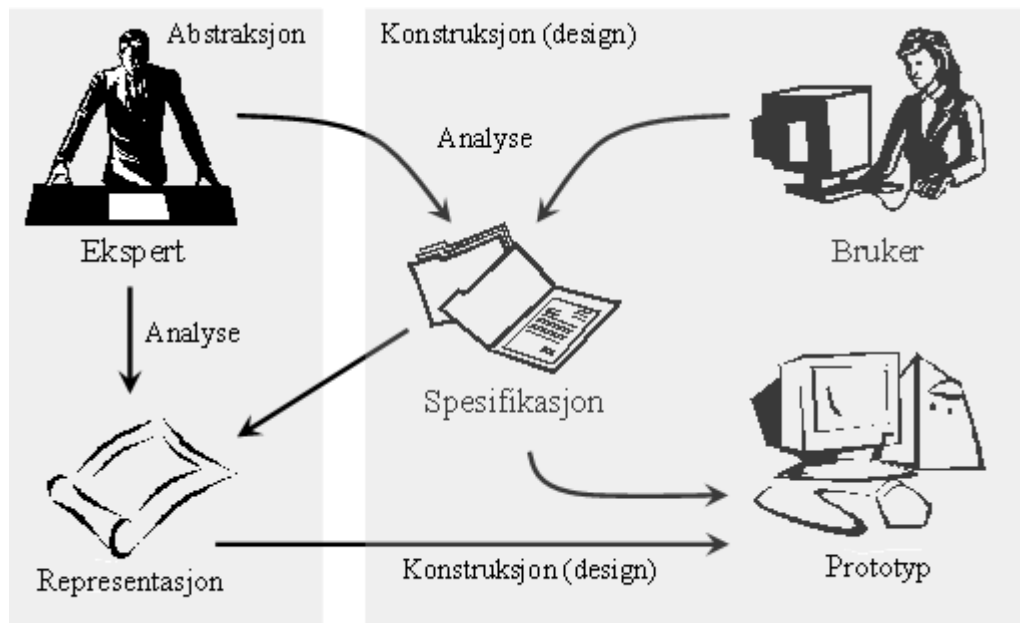 Abstraksjon
Konstruksjon (design)
Analyse
Ekspert
Bruker
Analyse
Spesifikasjon
Representasjon
Konstruksjon (design)
Prototyp